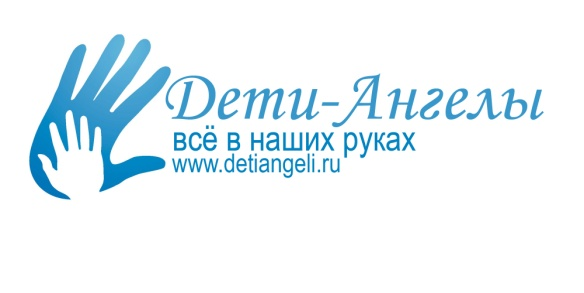 Дети-Ангелы
всё в наших руках
www.detiangeli.ru